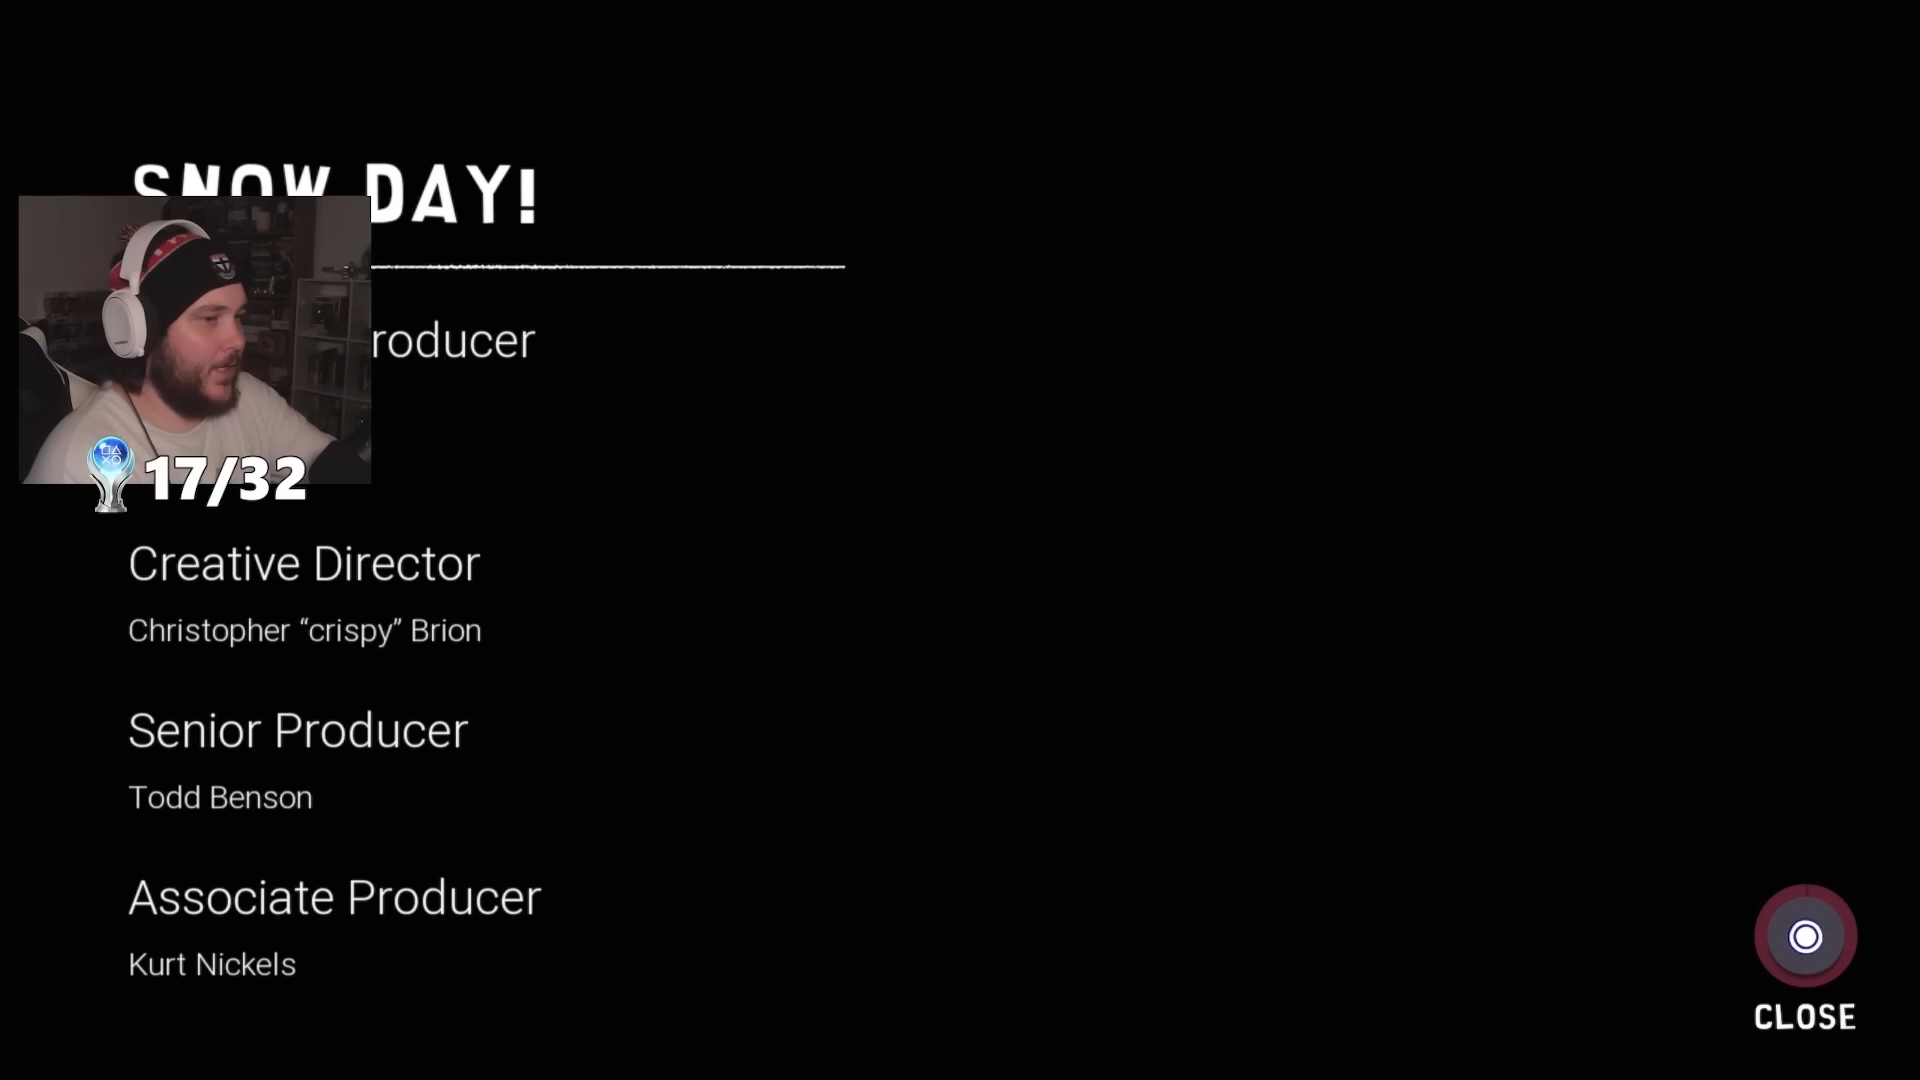 SNOW DAY!
roducer
17/32
Creative Director
Christopher “crispy” Brion
Senior Producer
Todd Benson
Associate Producer
Kurt Nickels
CLOSE